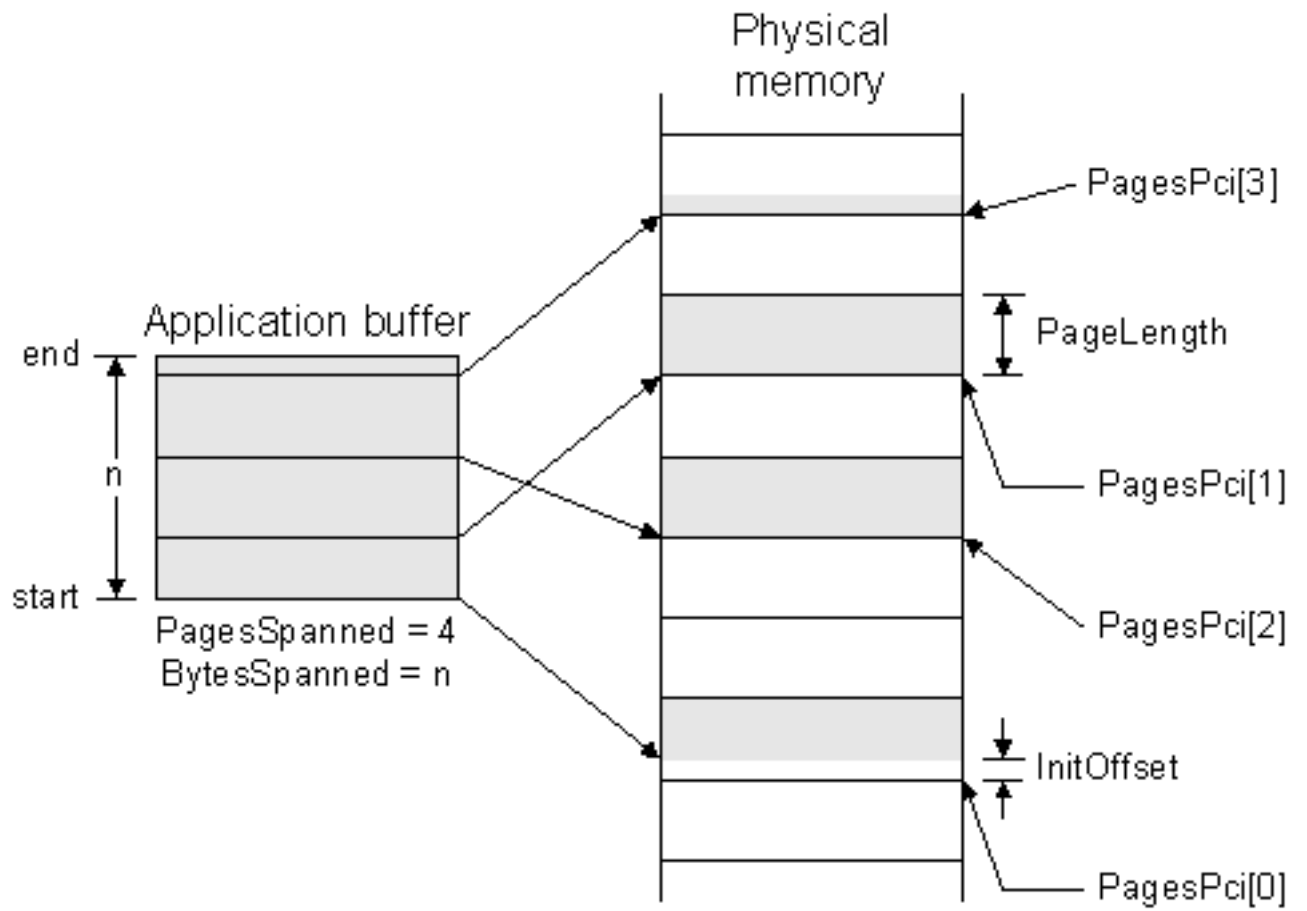 Physical
memory
PagesPci[3]
Application buffer
PageLength
end
n
PagesPci[1]
start
PagesSpanned = 4
BytesSpanned = n
PagesPci[2]
InitOffset
PagesPci[0]